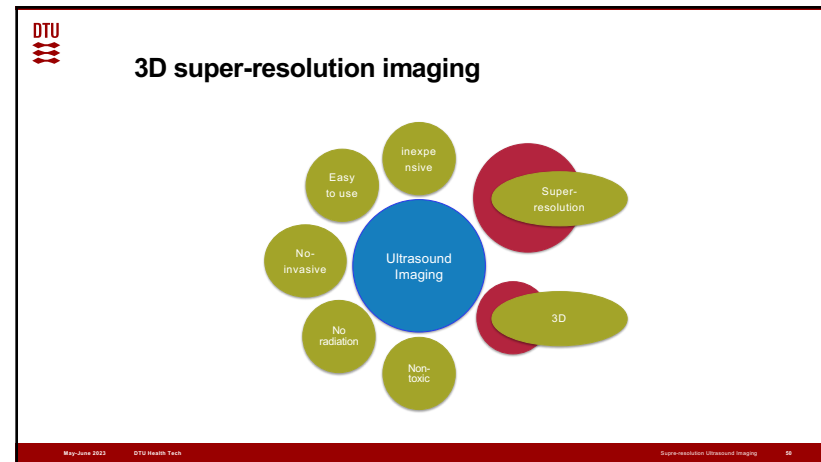 DTU
3D super-resolution imaging
inexpe
nsive
Easy
to use
Super-
resolution
No-
invasive
Ultrasound
Imaging
No
radiation
3D
Non-
toxic
May-June 2023 DTU Health Tech Supre-resolution Ultrasound Imaging 50